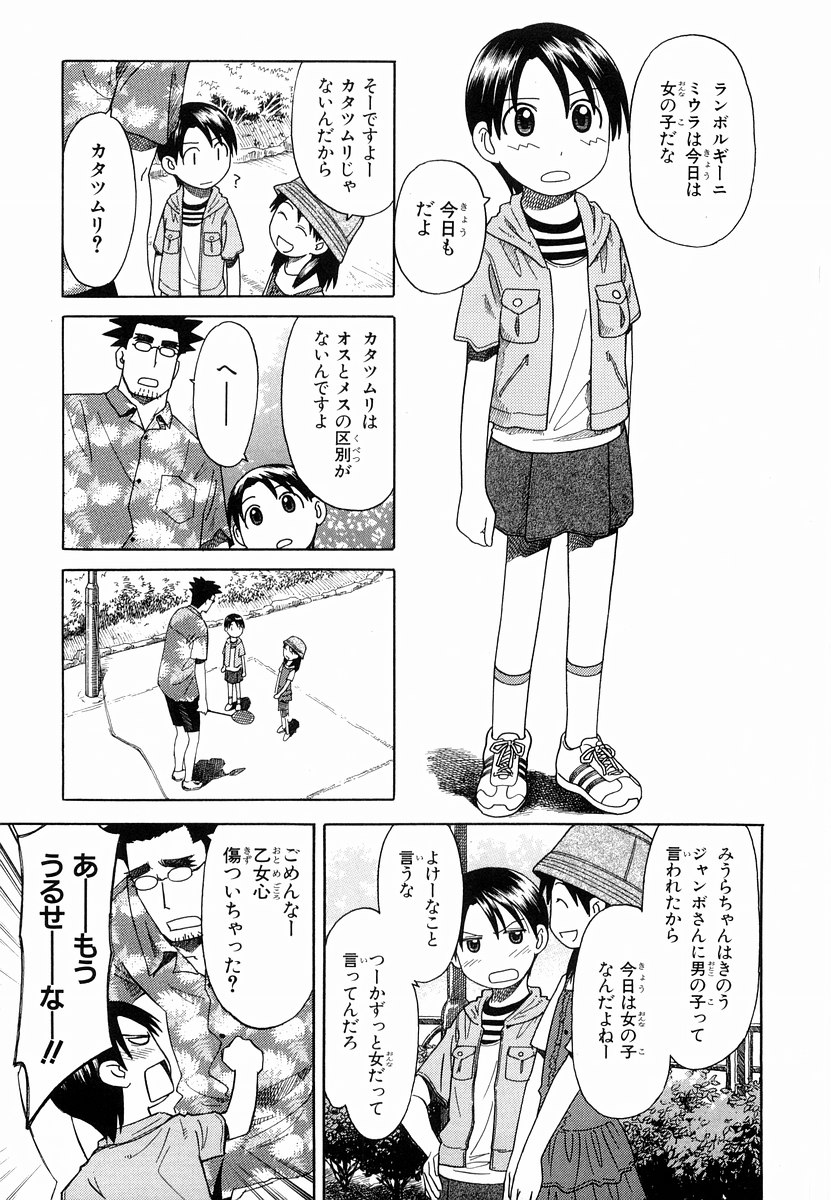 ランボルギーニ
ミウラは今日は
女の子だな
今日も
だよ
そーですよー
カタツムリじゃ
ないんだから
カタツムリ?
?
カタツムリは
オスとメスの区別が
ないんですよ
へー
みうらちゃんはきのう
ジャンボさんに男の子って
言われたから
今日は女の子
なんだよねー
よけーなこと
言うな
つーかずっと女だって
言ってんだろ
ごめんなー
乙女心
傷ついちゃった?
あーもう
うるせーなー!!